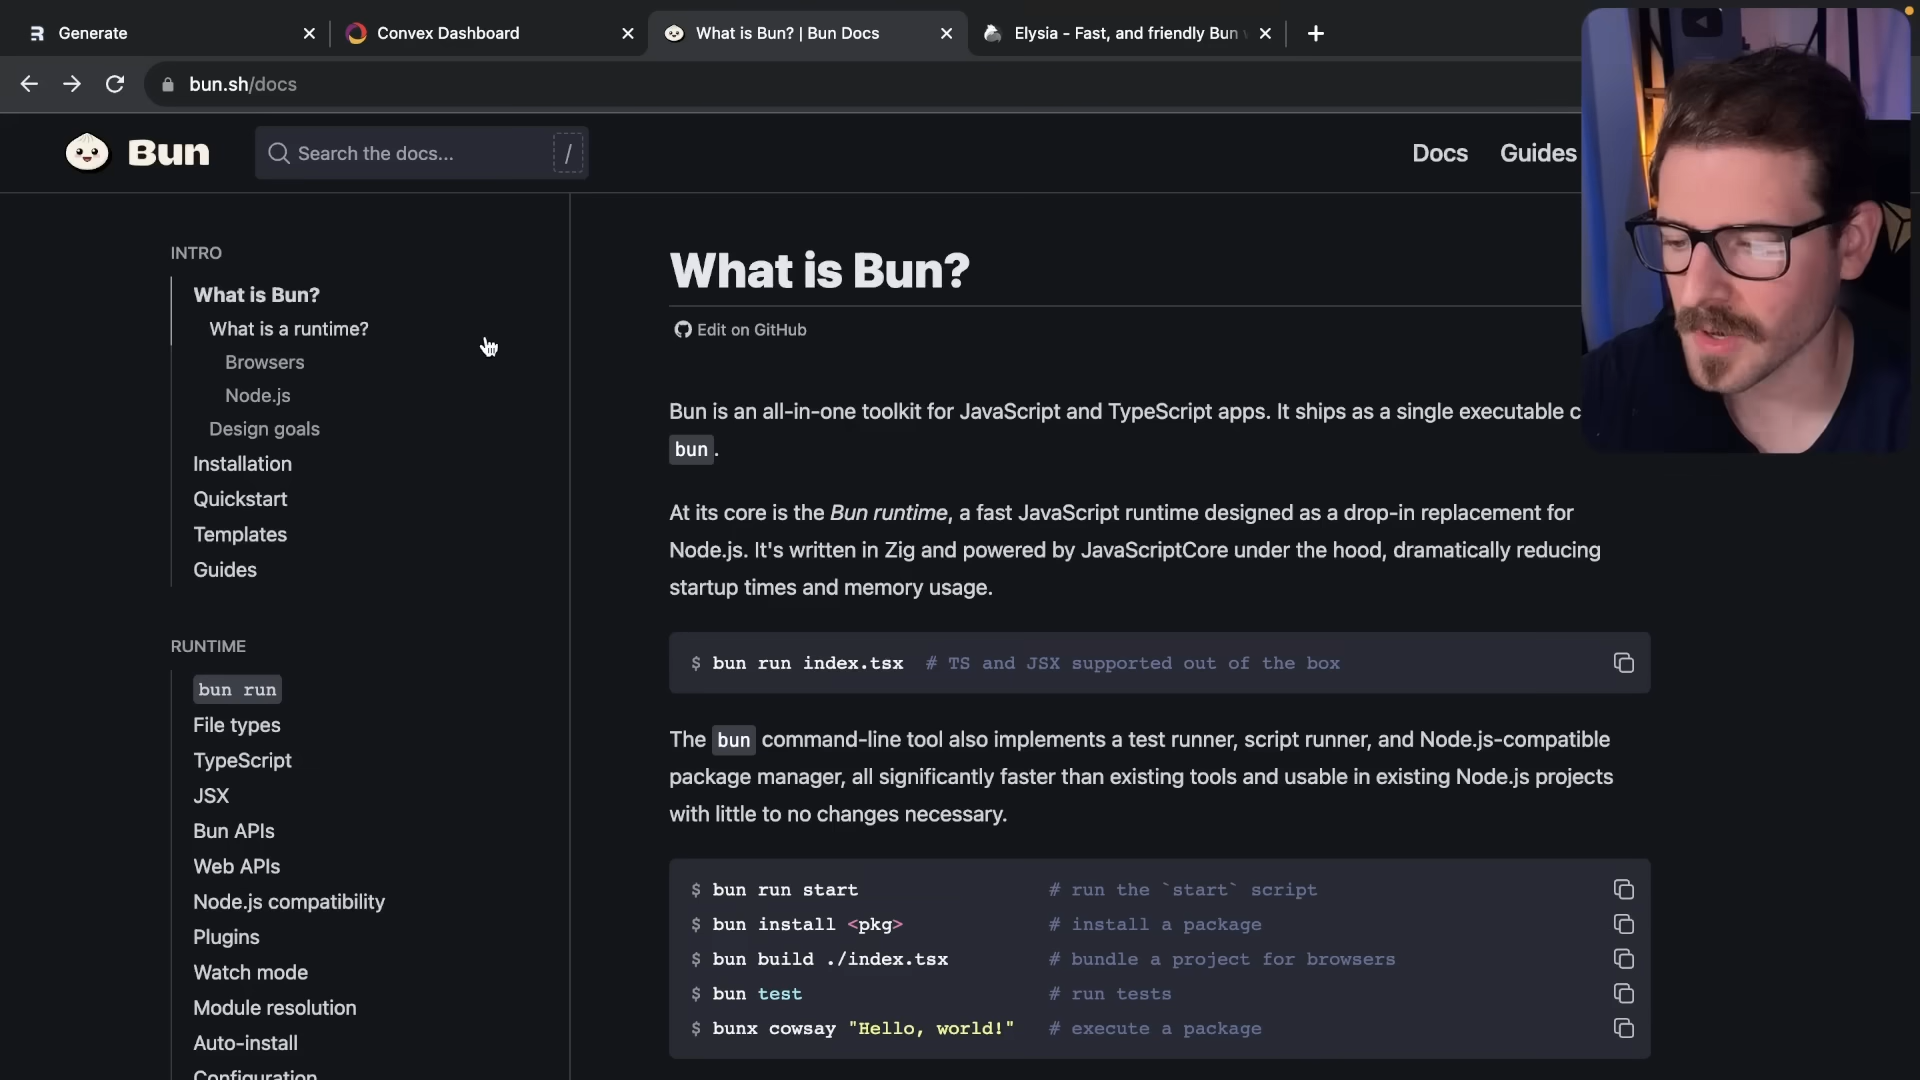 Generate
Convex Dashboard
What is Bun? | Bun Docs
Elysia - Fast, and friendly Bun
bun.sh/docs
Bun
Search the docs...
/
Docs
Guides
INTRO
What is Bun?
What is a runtime?
Browsers
Node.js
Design goals
Installation
Quickstart
Templates
Guides
RUNTIME
bun run
File types
TypeScript
JSX
Bun APIs
Web APIs
Node.js compatibility
Plugins
Watch mode
Module resolution
Auto-install
Configuration
What is Bun?
Edit on GitHub
Bun is an all-in-one toolkit for JavaScript and TypeScript apps. It ships as a single executable c
bun.
At its core is the Bun runtime, a fast JavaScript runtime designed as a drop-in replacement for
Node.js. It's written in Zig and powered by JavaScriptCore under the hood, dramatically reducing
startup times and memory usage.
$ bun run index.tsx # TS and JSX supported out of the box
The bun command-line tool also implements a test runner, script runner, and Node.js-compatible
package manager, all significantly faster than existing tools and usable in existing Node.js projects
with little to no changes necessary.
$ bun run start # run the `start` script
$ bun install <pkg> # install a package
$ bun build ./index.tsx # bundle a project for browsers
$ bun test # run tests
$ bunx cowsay "Hello, world!" # execute a package